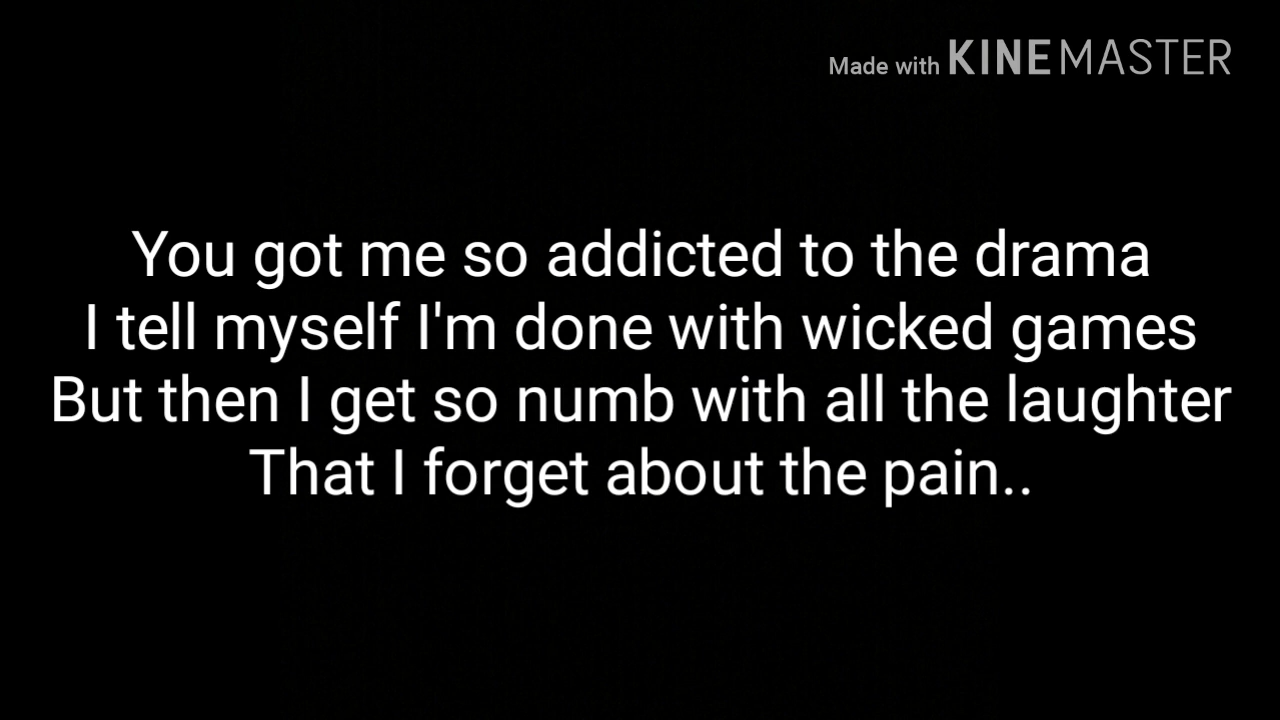 Made with KINEMASTER
You got me so addicted to the drama
I tell myself I'm done with wicked games
But then I get so numb with all the laughter
That I forget about the pain..